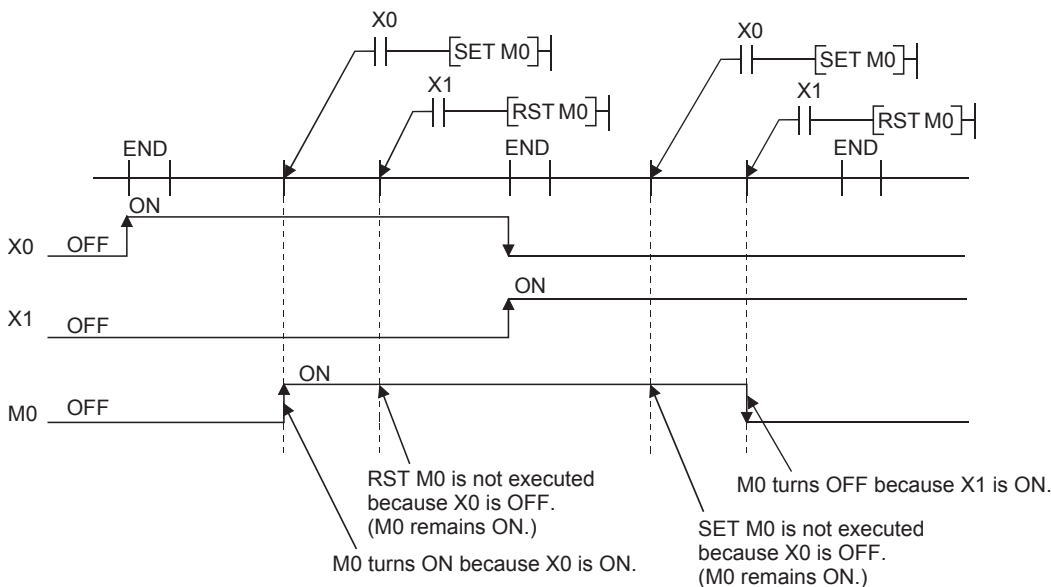 X0
SET M0
X1
RST M0
X0
SET M0
X1
RST M0
END
END
END
X0
OFF
ON
X1
OFF
ON
M0
OFF
ON
RST M0 is not executed
because X0 is OFF.
(M0 remains ON.)
M0 turns ON because X0 is ON.
M0 turns OFF because X1 is ON.
SET M0 is not executed
because X0 is OFF.
(M0 remains ON.)